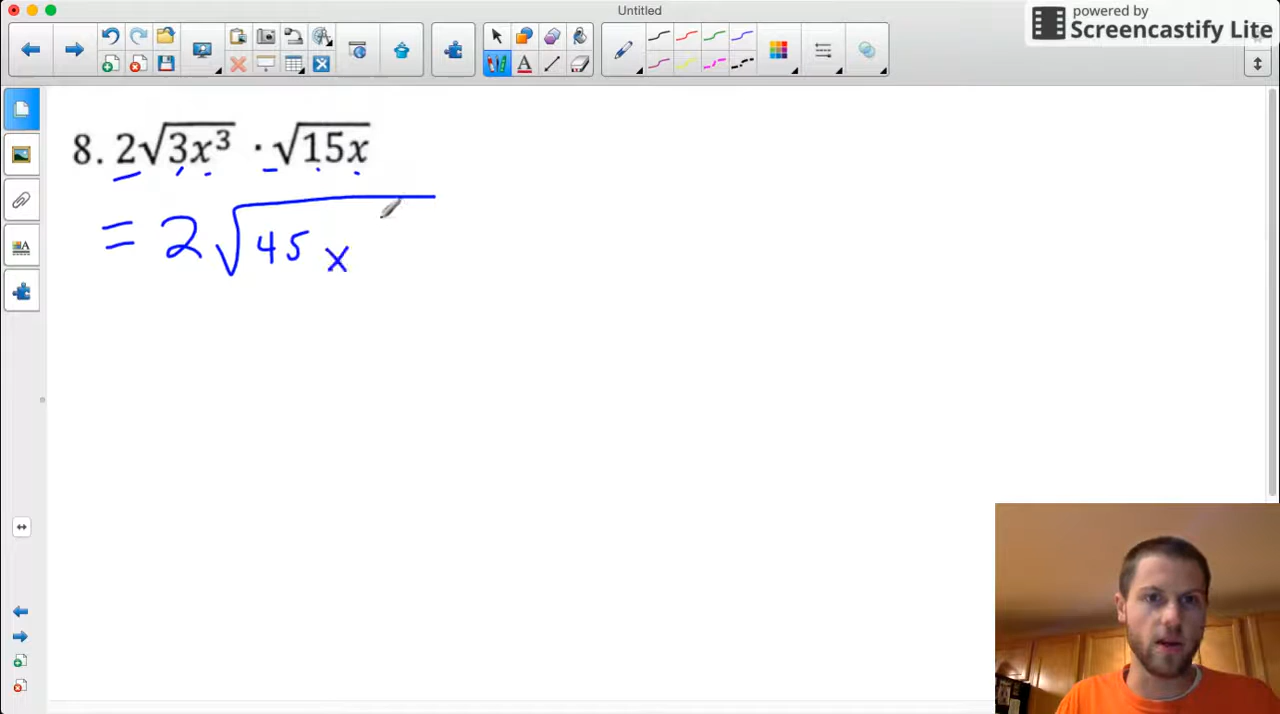 Untitled
powered by
Screencastify Lite
A
A
8. 2√3x³ · √15x
= 2√45 x